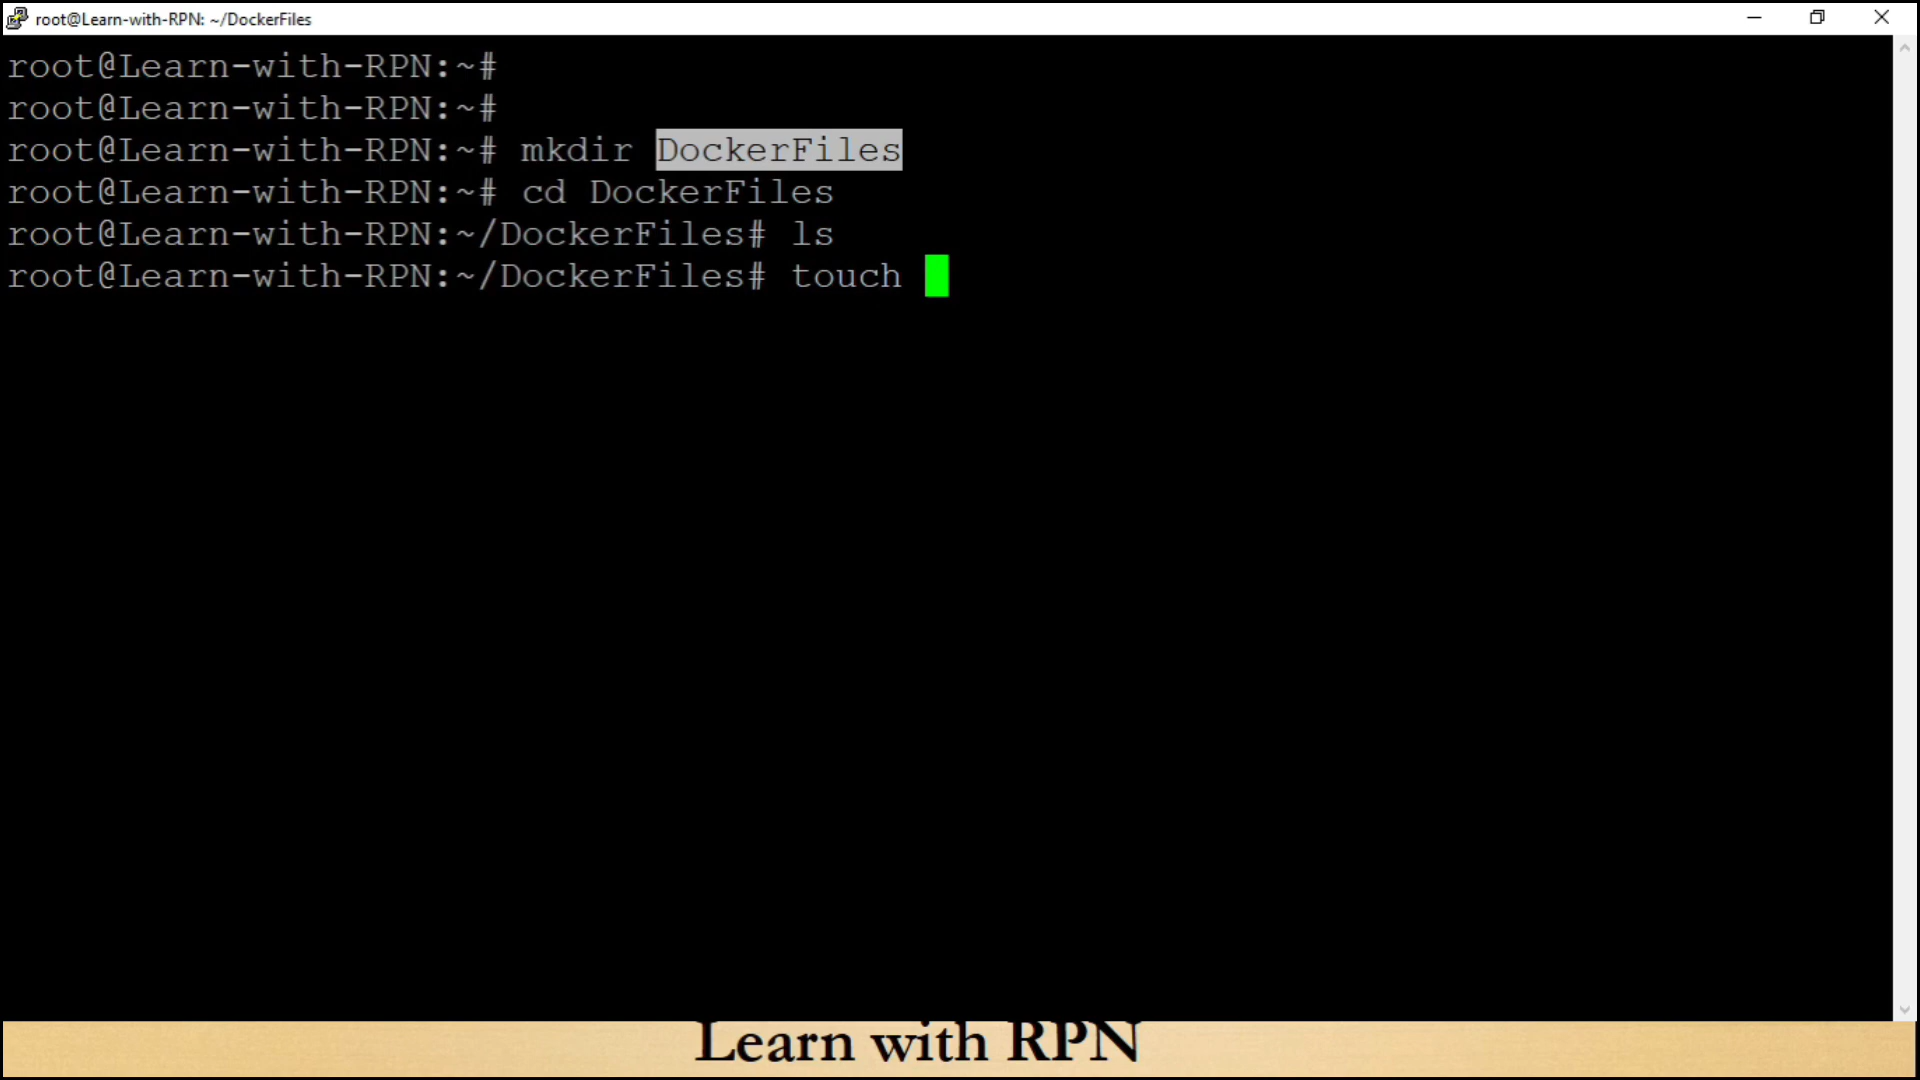 root@Learn-with-RPN: ~/DockerFiles
root@Learn-with-RPN:~#
root@Learn-with-RPN:~#
root@Learn-with-RPN:~# mkdir DockerFiles
root@Learn-with-RPN:~# cd DockerFiles
root@Learn-with-RPN:~/DockerFiles# ls
root@Learn-with-RPN:~/DockerFiles# touch
Learn with RPN